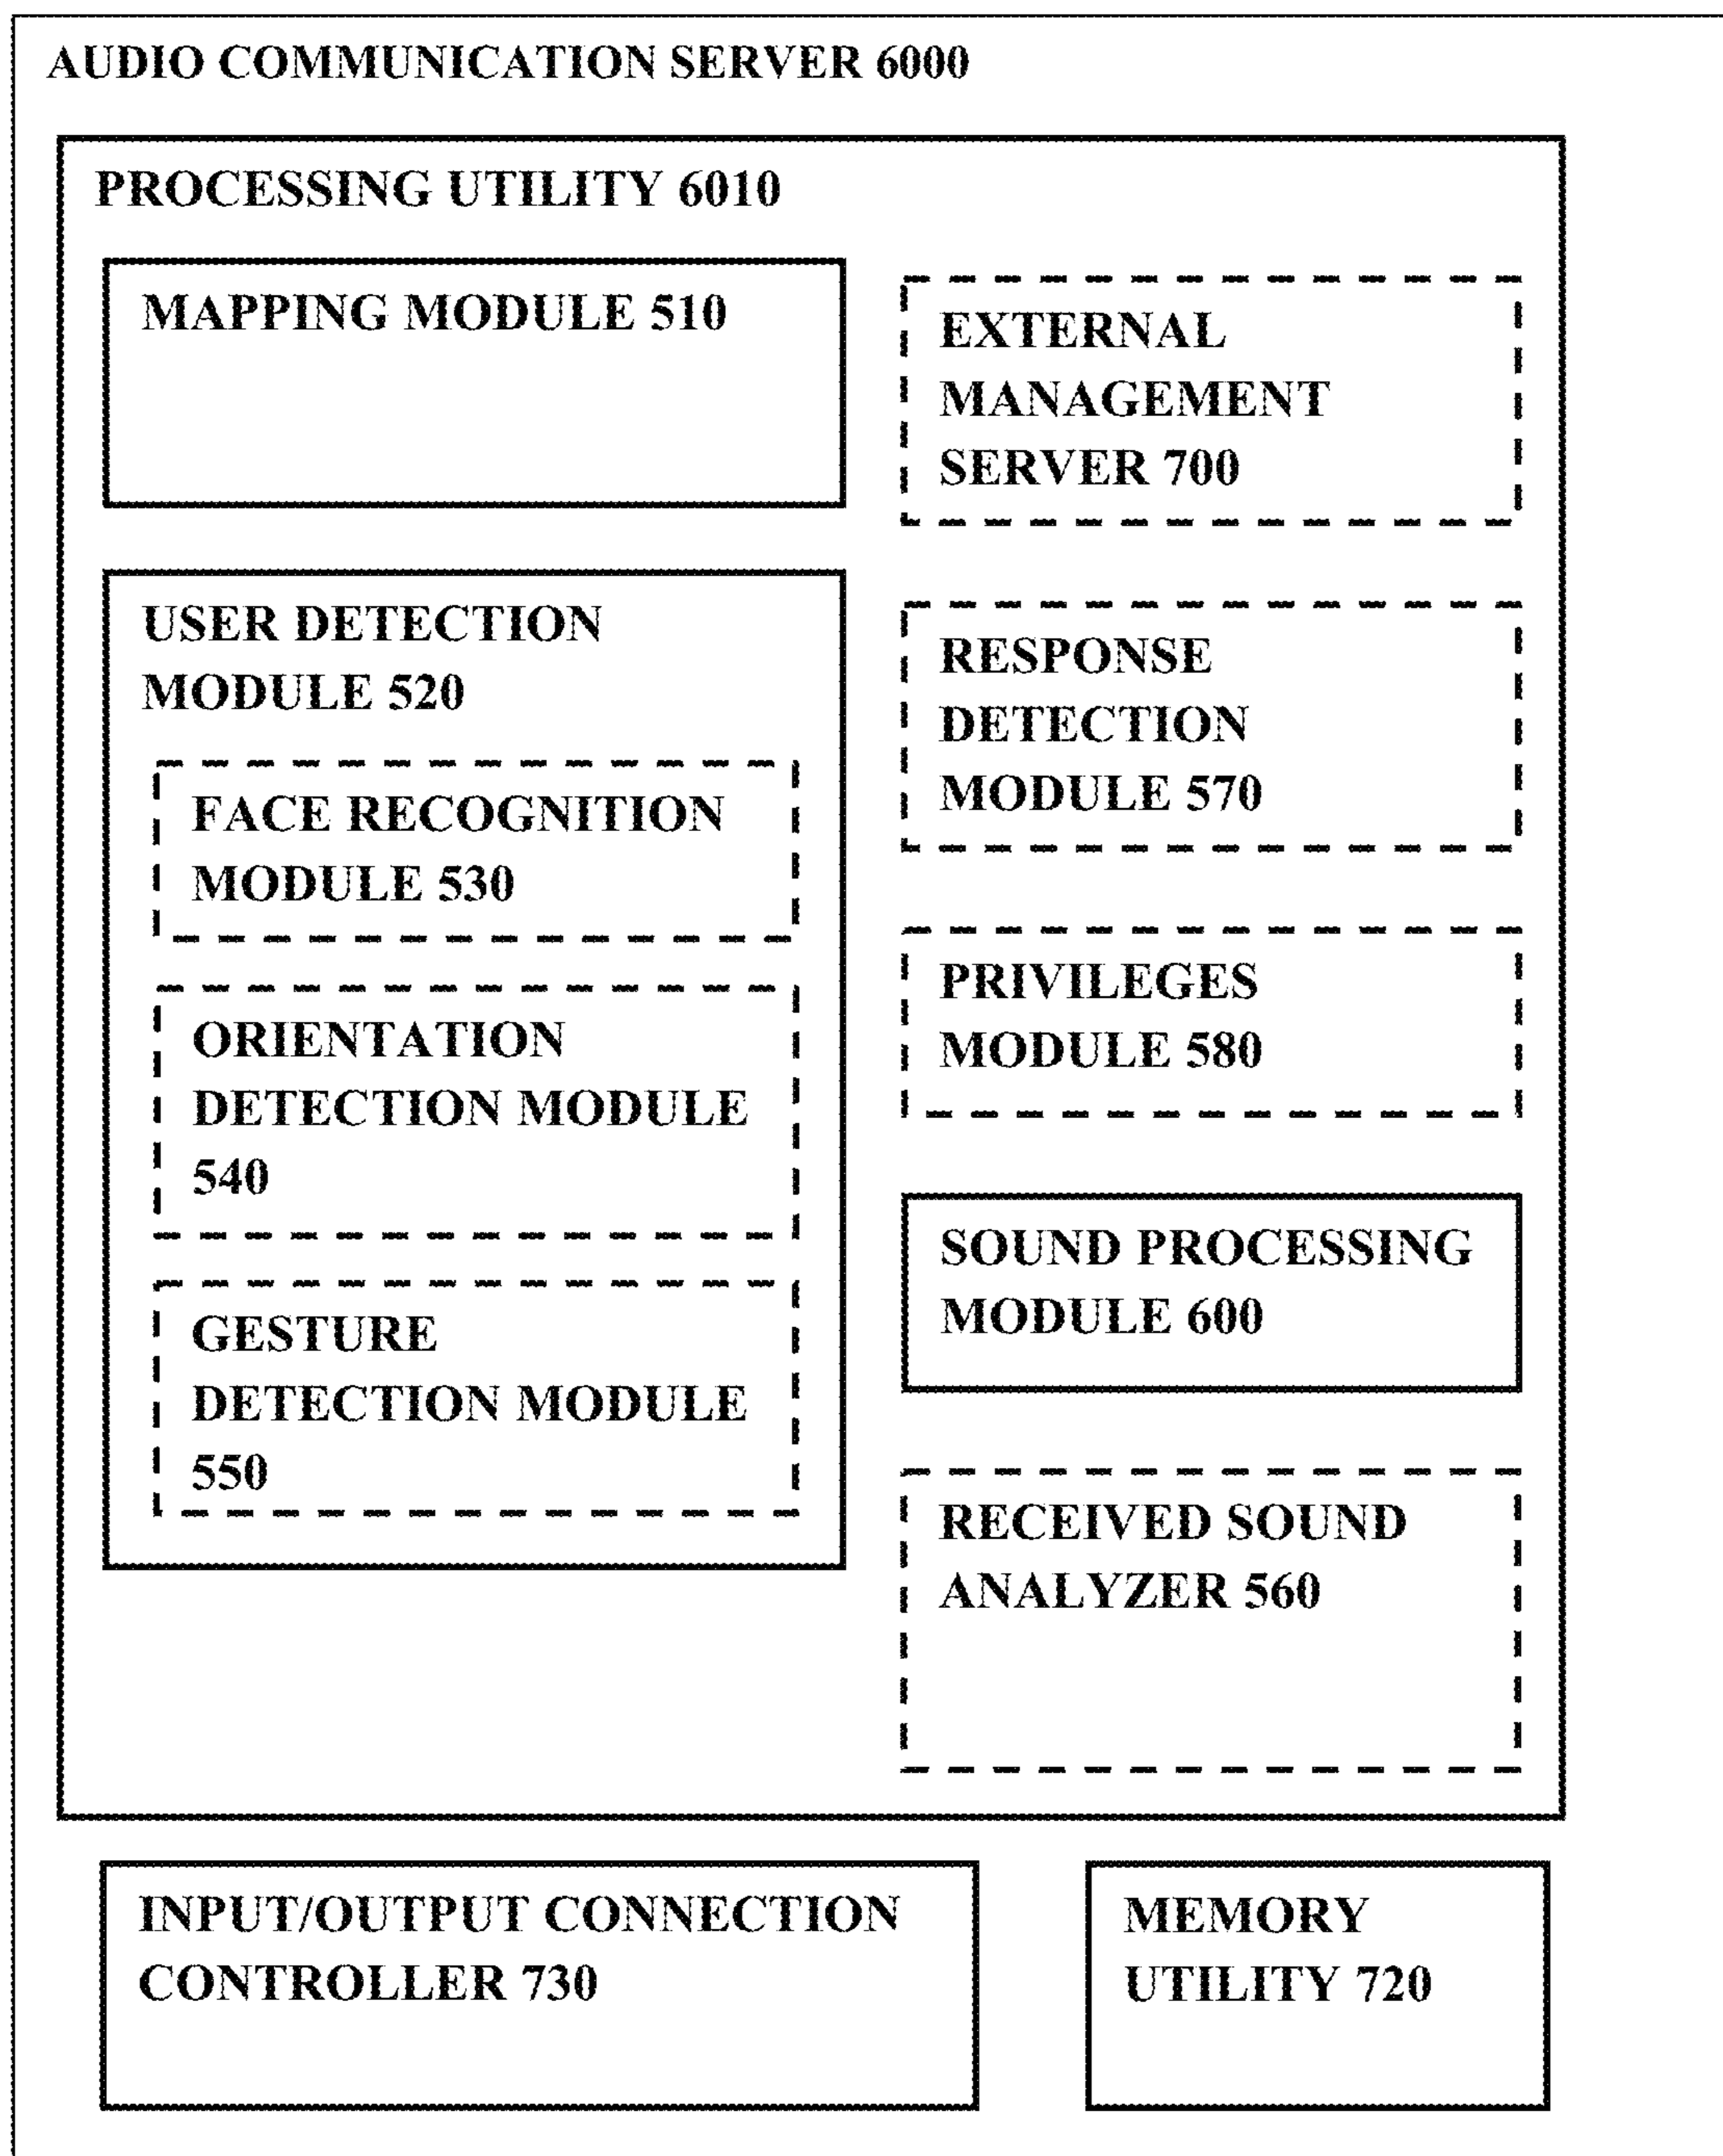 AUDIO COMMUNICATION SERVER 6000
PROCESSING UTILITY 6010
MAPPING MODULE 510
USER DETECTION
MODULE 520
FACE RECOGNITION
MODULE 530
ORIENTATION
DETECTION MODULE
540
GESTURE
DETECTION MODULE
550
EXTERNAL
MANAGEMENT
SERVER 700
RESPONSE
DETECTION
MODULE 570
PRIVILEGES
MODULE 580
SOUND PROCESSING
MODULE 600
RECEIVED SOUND
ANALYZER 560
INPUT/OUTPUT CONNECTION
CONTROLLER 730
MEMORY
UTILITY 720